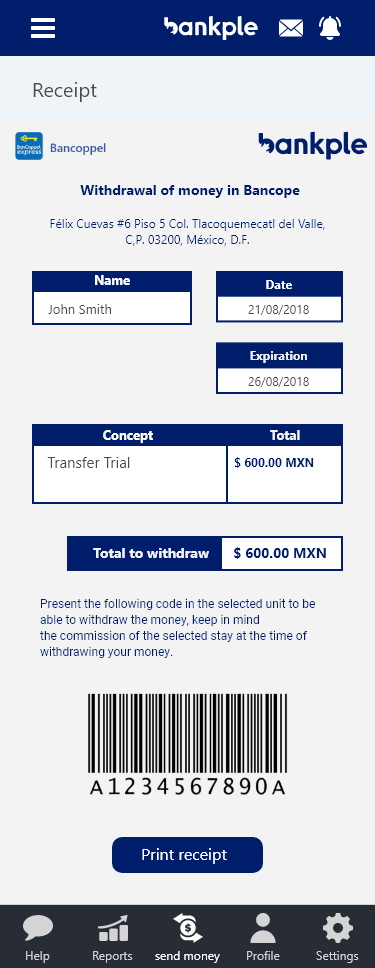 bankple
Receipt
BanCoppel
express
Bancoppel
bankple
Withdrawal of money in Bancope
Félix Cuevas #6 Piso 5 Col. Tlacoquemecatl del Valle,
C,P. 03200, México, D.F.
Name
John Smith
Date
21/08/2018
Expiration
26/08/2018
Concept Total
Transfer Trial $ 600.00 MXN
Total to withdraw $ 600.00 MXN
Present the following code in the selected unit to be
able to withdraw the money, keep in mind
the commission of the selected stay at the time of
withdrawing your money.
A1234567890A
Print receipt
Help Reports send money Profile Settings